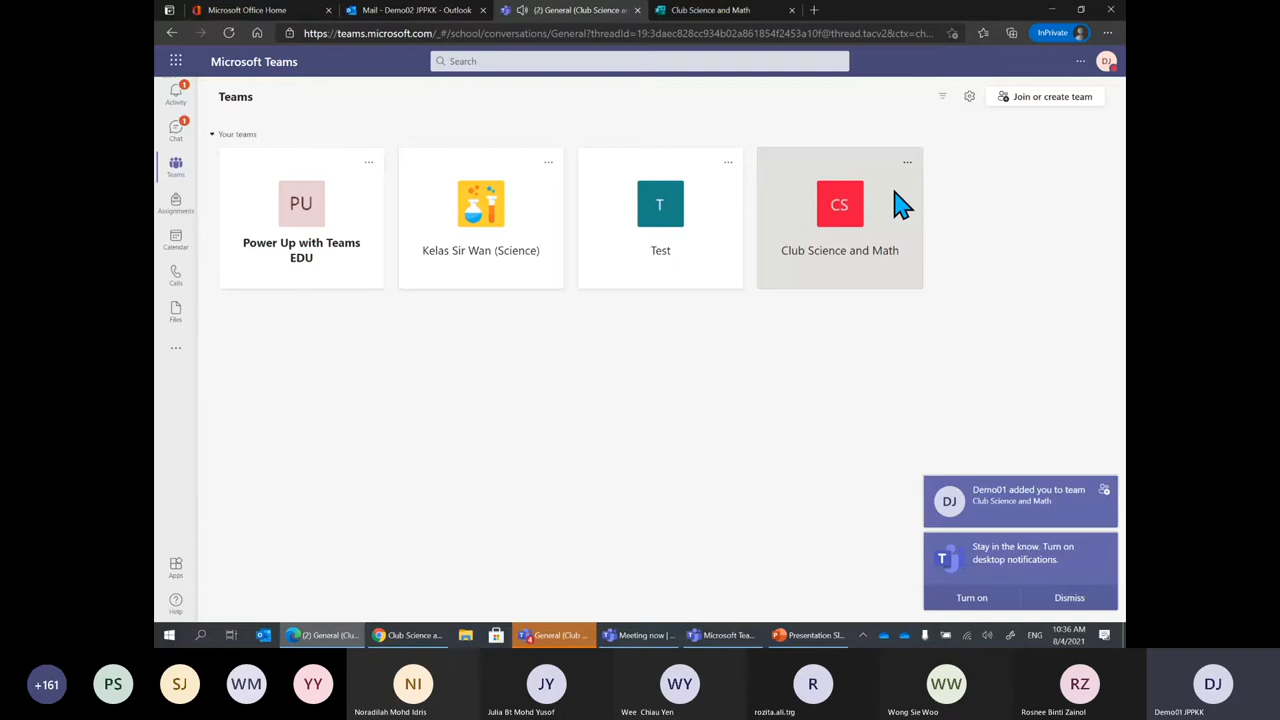 Microsoft Office Home
Mail - Demo02 JPPKK - Outlook
(2) General (Club Science an
Club Science and Math
https://teams.microsoft.com/_#/school/conversations/General?threadId=19:3daec828cc934b02a861854f2453a10f@thread.tacv2&ctx=ch...
InPrivate
Microsoft Teams
Search
DJ
Activity
1
Chat
1
Teams
Assignments
Calendar
Calls
Files
Apps
Help
Teams
Join or create team
Your teams
PU
Power Up with Teams
EDU
Kelas Sir Wan (Science)
T
Test
CS
Club Science and Math
DJ
Demo01 added you to team
Club Science and Math
T
Stay in the know. Turn on
desktop notifications.
Turn on
Dismiss
(2) General (Clu...
Club Science a...
General (Club ...
4
Meeting now | ...
Microsoft Tea...
Presentation Sl...
ENG
10:36 AM
8/4/2021
+161
PS
SJ
WM
YY
NI
Noradilah Mohd Idris
JY
Julia Bt Mohd Yusof
WY
Wee Chiau Yen
R
rozita.ali.trg
WW
Wong Sie Woo
RZ
Rosnee Binti Zainol
DJ
Demo01 JPPKK